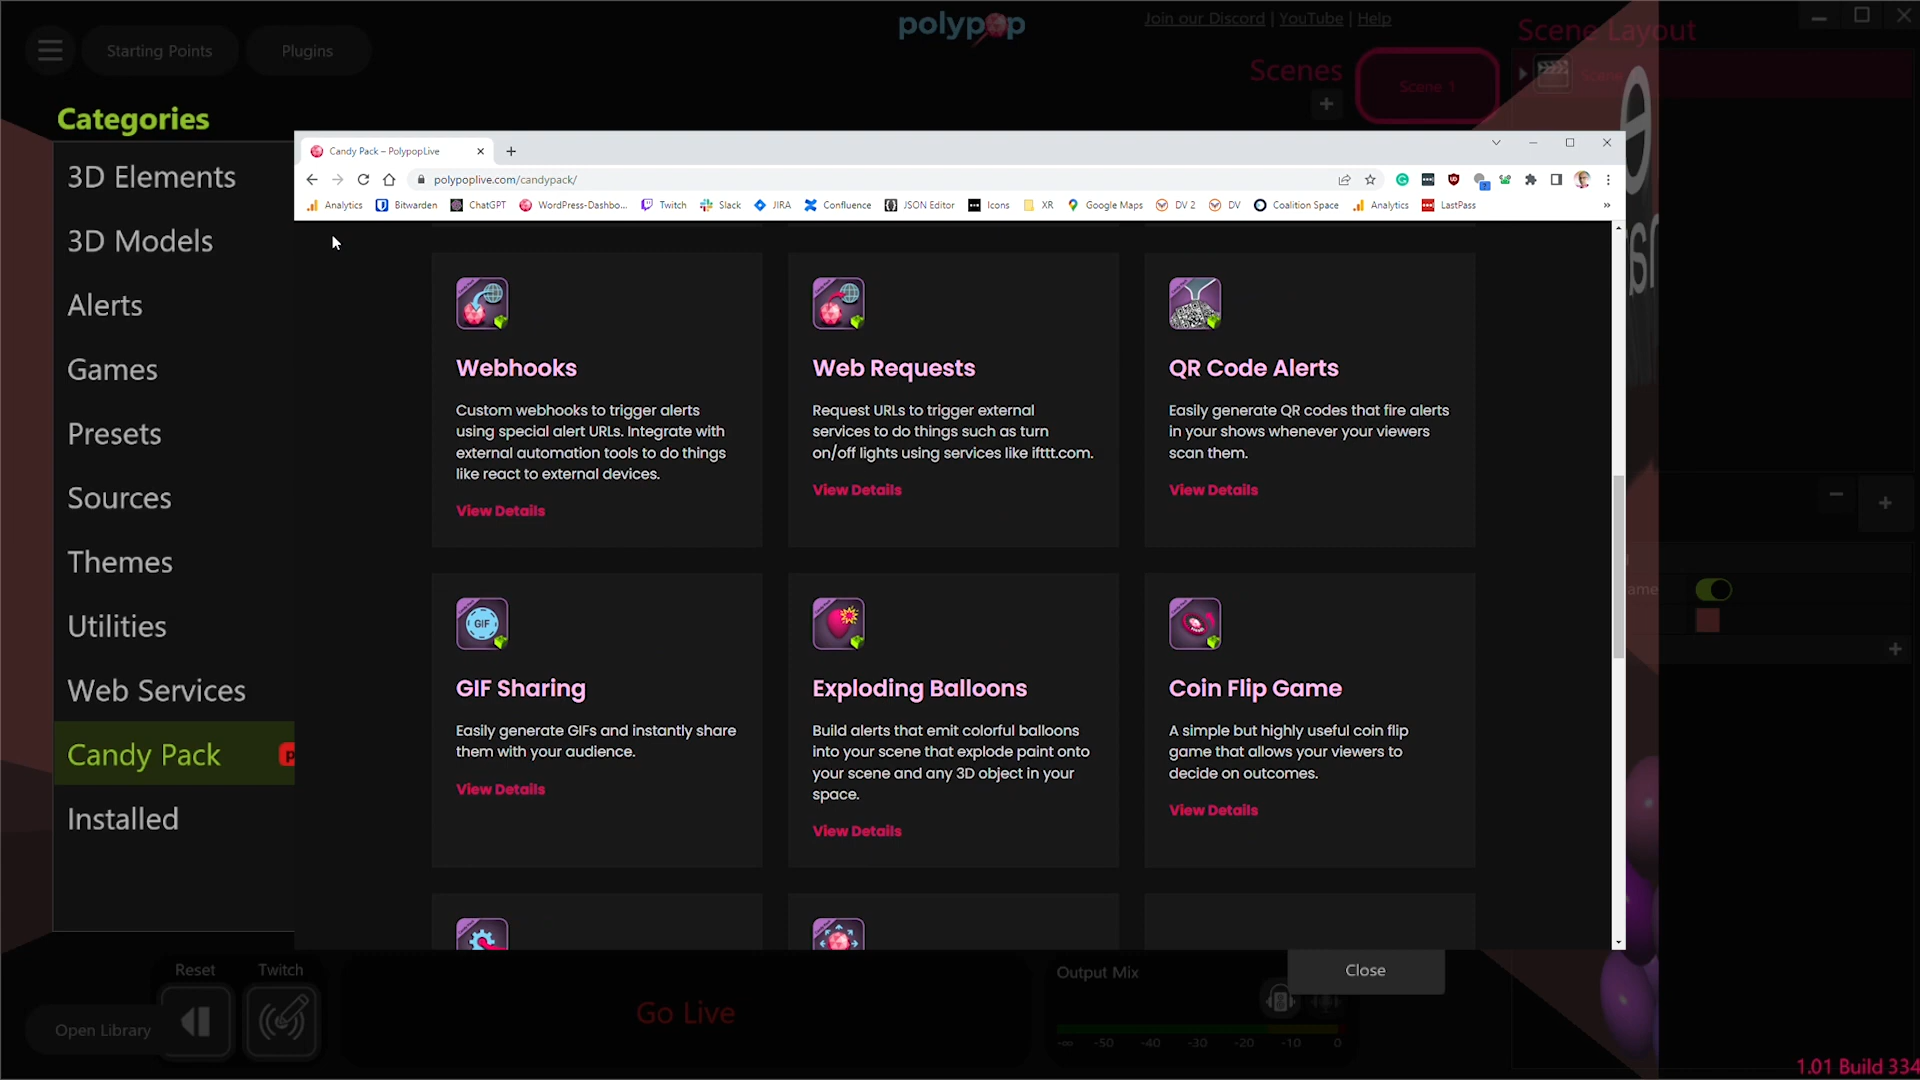 polypop
Join our Discord | YouTube | Help
Scene Layout
Starting Points
Plugins
Scenes
Scene 1
Scene
Categories
3D Elements
3D Models
Alerts
Games
Presets
Sources
Themes
Utilities
Web Services
Candy Pack
Installed
Candy Pack – PolypopLive
polypoplive.com/candypack/
Analytics
Bitwarden
ChatGPT
WordPress-Dashbo...
Twitch
Slack
JIRA
Confluence
JSON Editor
Icons
XR
Google Maps
DV 2
DV
Coalition Space
Analytics
LastPass
Webhooks
Custom webhooks to trigger alerts
using special alert URLs. Integrate with
external automation tools to do things
like react to external devices.
View Details
Web Requests
Request URLs to trigger external
services to do things such as turn
on/off lights using services like ifttt.com.
View Details
QR Code Alerts
Easily generate QR codes that fire alerts
in your shows whenever your viewers
scan them.
View Details
GIF
GIF Sharing
Easily generate GIFs and instantly share
them with your audience.
View Details
Exploding Balloons
Build alerts that emit colorful balloons
into your scene that explode paint onto
your scene and any 3D object in your
space.
View Details
Coin Flip Game
A simple but highly useful coin flip
game that allows your viewers to
decide on outcomes.
View Details
Reset
Twitch
Open Library
Go Live
Output Mix
-∞ -50 -40 -30 -20 -10 0
Close
1.01 Build 334